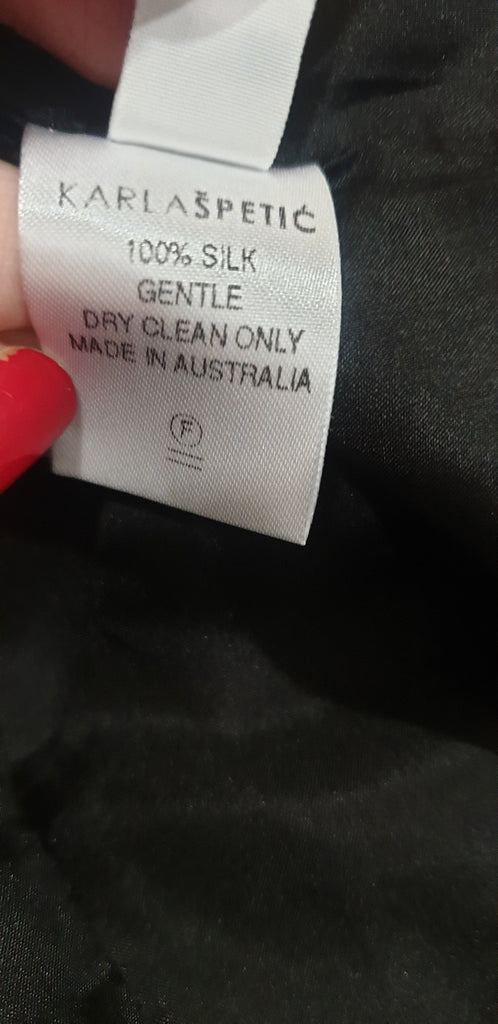 KARLAŠPETIĆ
100% SILK
GENTLE
DRY CLEAN ONLY
MADE IN AUSTRALIA
F